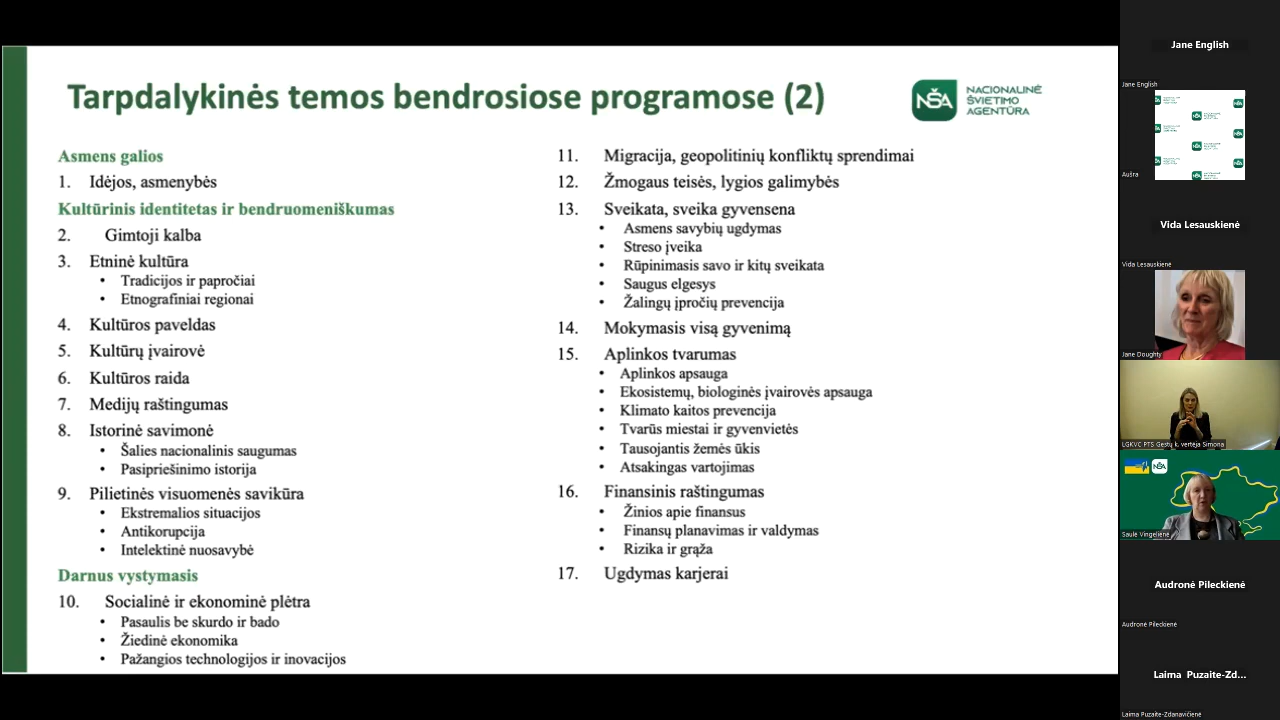 Tarpdalykinės temos bendrosiose programose (2)
NŠA
NACIONALINĖ
ŠVIETIMO
AGENTŪRA
Asmens galios
1. Idėjos, asmenybės
Kultūrinis identitetas ir bendruomeniškumas
2. Gimtoji kalba
3. Etninė kultūra
• Tradicijos ir papročiai
• Etnografiniai regionai
4. Kultūros paveldas
5. Kultūrų įvairovė
6. Kultūros raida
7. Medijų raštingumas
8. Istorinė savimonė
• Šalies nacionalinis saugumas
• Pasipriešinimo istorija
9. Pilietinės visuomenės savikūra
• Ekstremalios situacijos
• Antikorupcija
• Intelektinė nuosavybė
Darnus vystymasis
10. Socialinė ir ekonominė plėtra
• Pasaulis be skurdo ir bado
• Žiedinė ekonomika
• Pažangios technologijos ir inovacijos
11. Migracija, geopolitinių konfliktų sprendimai
12. Žmogaus teisės, lygios galimybės
13. Sveikata, sveika gyvensena
• Asmens savybių ugdymas
• Streso įveika
• Rūpinimasis savo ir kitų sveikata
• Saugus elgesys
• Žalingų įpročių prevencija
14. Mokymasis visą gyvenimą
15. Aplinkos tvarumas
• Aplinkos apsauga
• Ekosistemų, biologinės įvairovės apsauga
• Klimato kaitos prevencija
• Tvarūs miestai ir gyvenvietės
• Tausojantis žemės ūkis
• Atsakingas vartojimas
16. Finansinis raštingumas
• Žinios apie finansus
• Finansų planavimas ir valdymas
• Rizika ir grąža
17. Ugdymas karjerai
Jane English
Jane English
Aušra
Vida Lesauskienė
Vida Lesauskienė
Jane Doughty
LGKVC PTS Gestų k. vertėja Simona
NŠA
Saulė Vingelienė
Audronė Pileckienė
Audronė Pileckienė
Laima Puzaite-Zd...
Laima Puzaite-Zdanavičienė